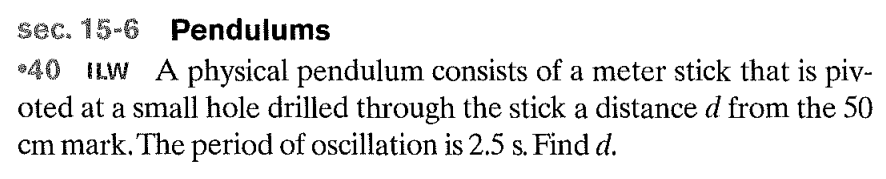 sec. 15-6 Pendulums
•40 ILW A physical pendulum consists of a meter stick that is piv-
oted at a small hole drilled through the stick a distance d from the 50
cm mark. The period of oscillation is 2.5 s. Find d.